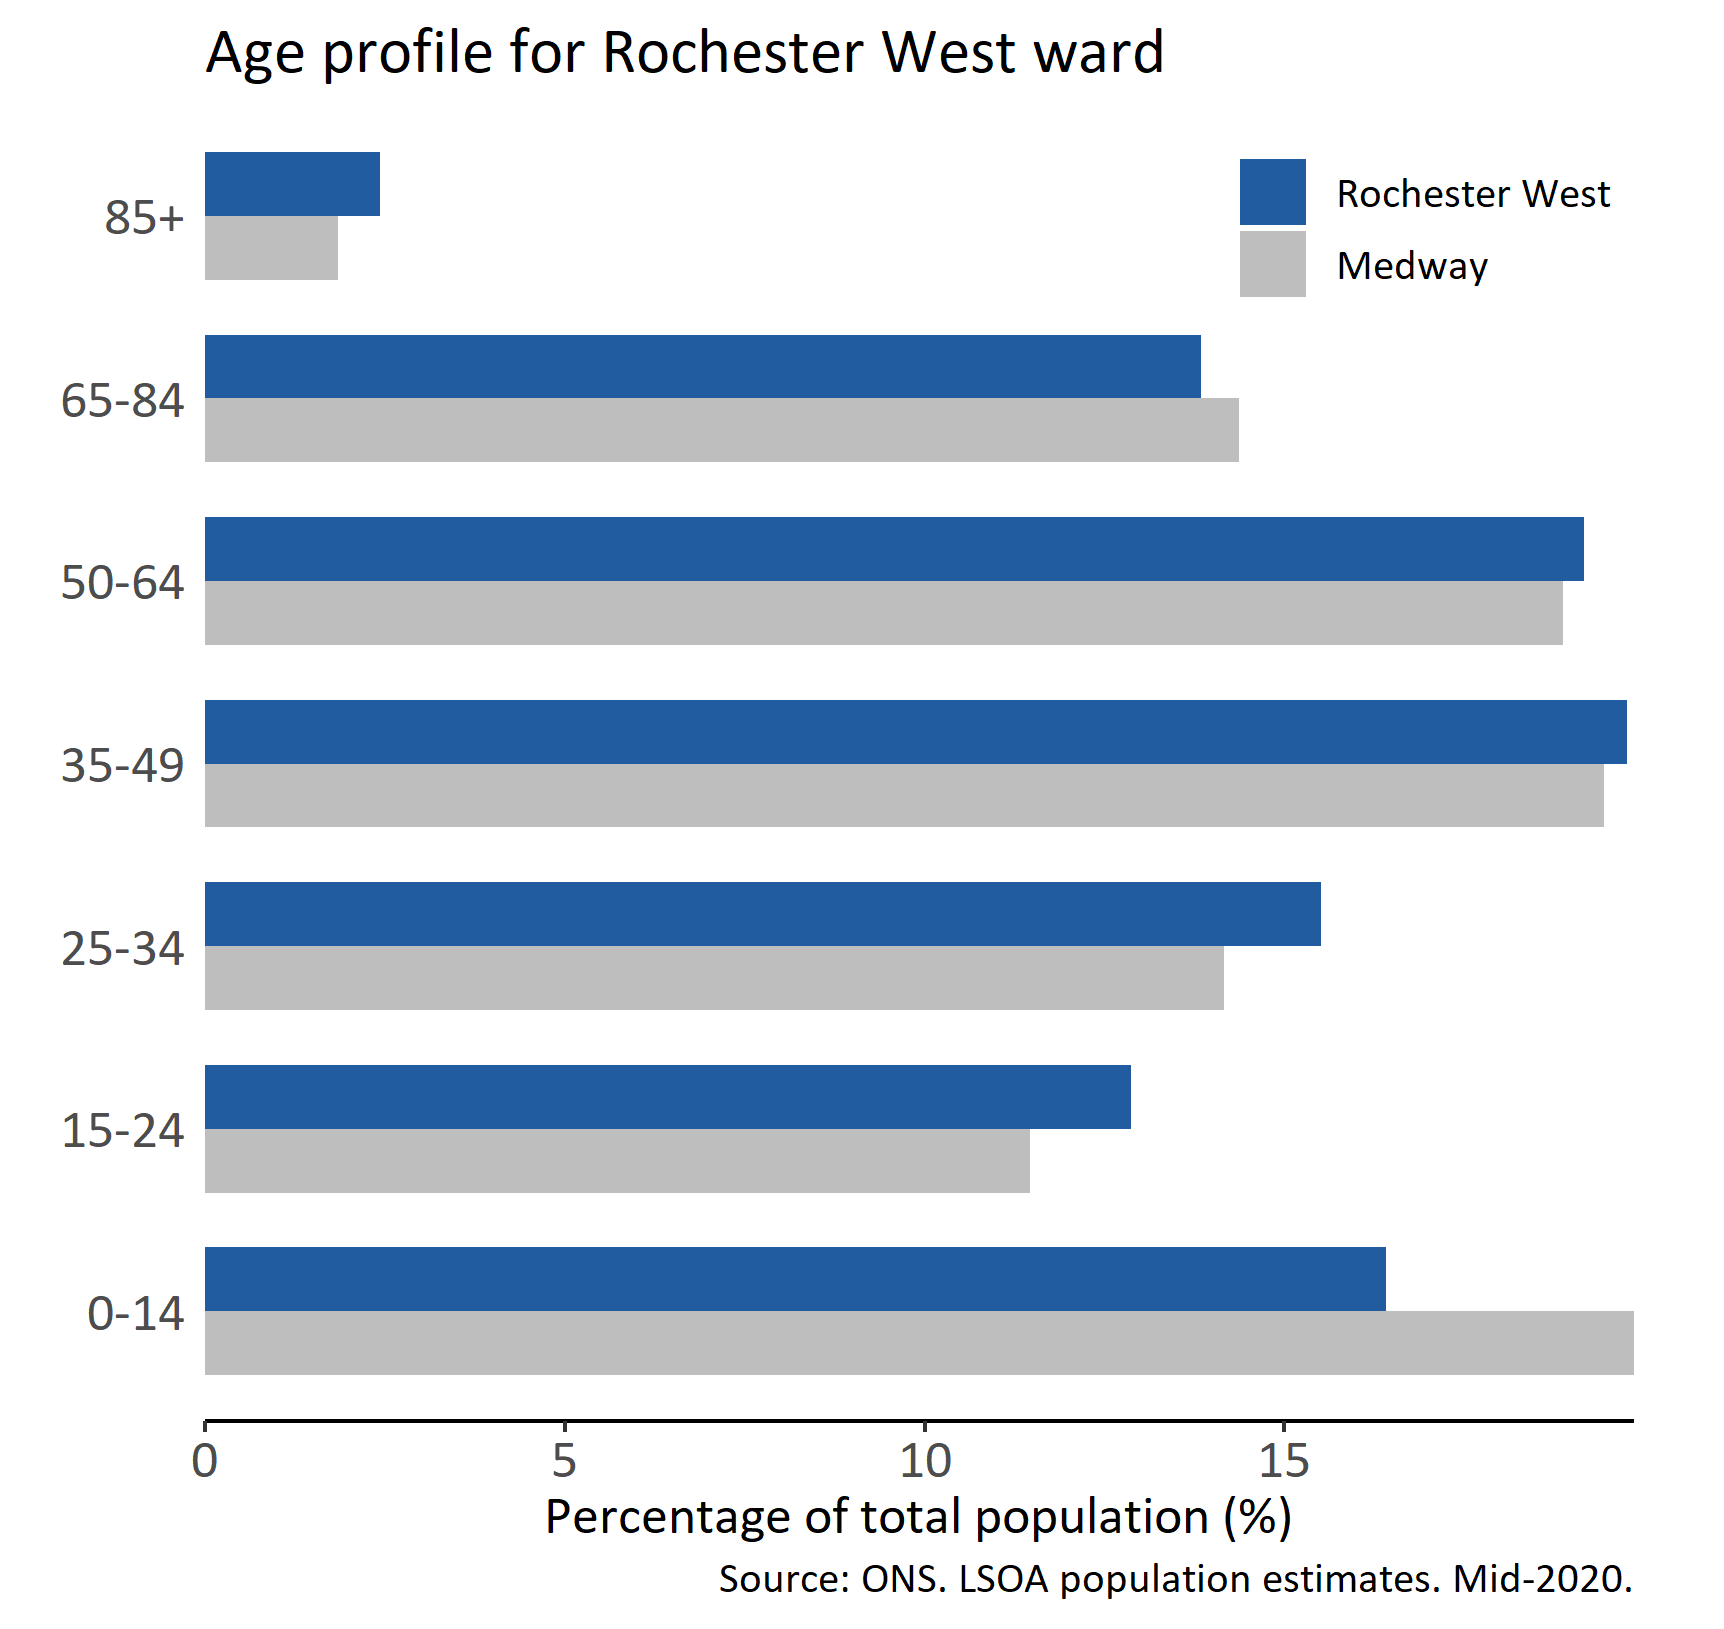 Age profile for Rochester West ward
Rochester West
Medway
85+
65-84
50-64
35-49
25-34
15-24
0-14
0 5 10 15
Percentage of total population (%)
Source: ONS. LSOA population estimates. Mid-2020.